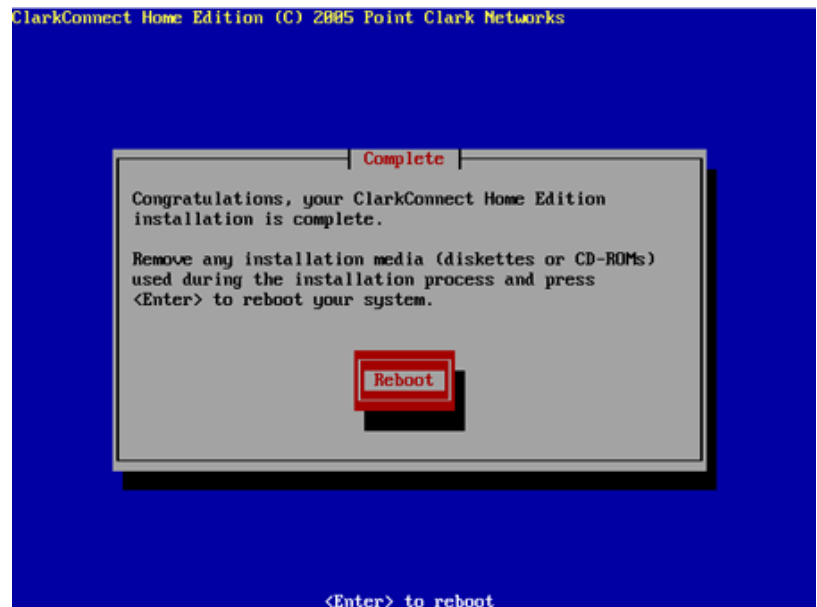 ClarkConnect Home Edition (C) 2005 Point Clark Networks
Complete
Congratulations, your ClarkConnect Home Edition
installation is complete.
Remove any installation media (diskettes or CD-ROMs)
used during the installation process and press
<Enter> to reboot your system.
Reboot
<Enter> to reboot